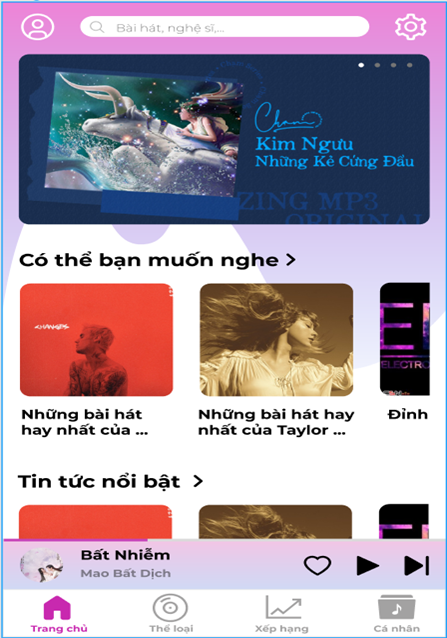 Bài hát, nghệ sĩ,...
Chan
Kim Ngưu
Những Kẻ Cứng Đầu
ZING MP3
ORIGINAL
Có thể bạn muốn nghe >
CHANGES
ELECTRO
Những bài hát
hay nhất của ...
Những bài hát hay
nhất của Taylor ...
Đỉnh
Tin tức nổi bật >
Bất Nhiễm
Mao Bất Dịch
Trang chủ
Thể loại
Xếp hạng
Cá nhân